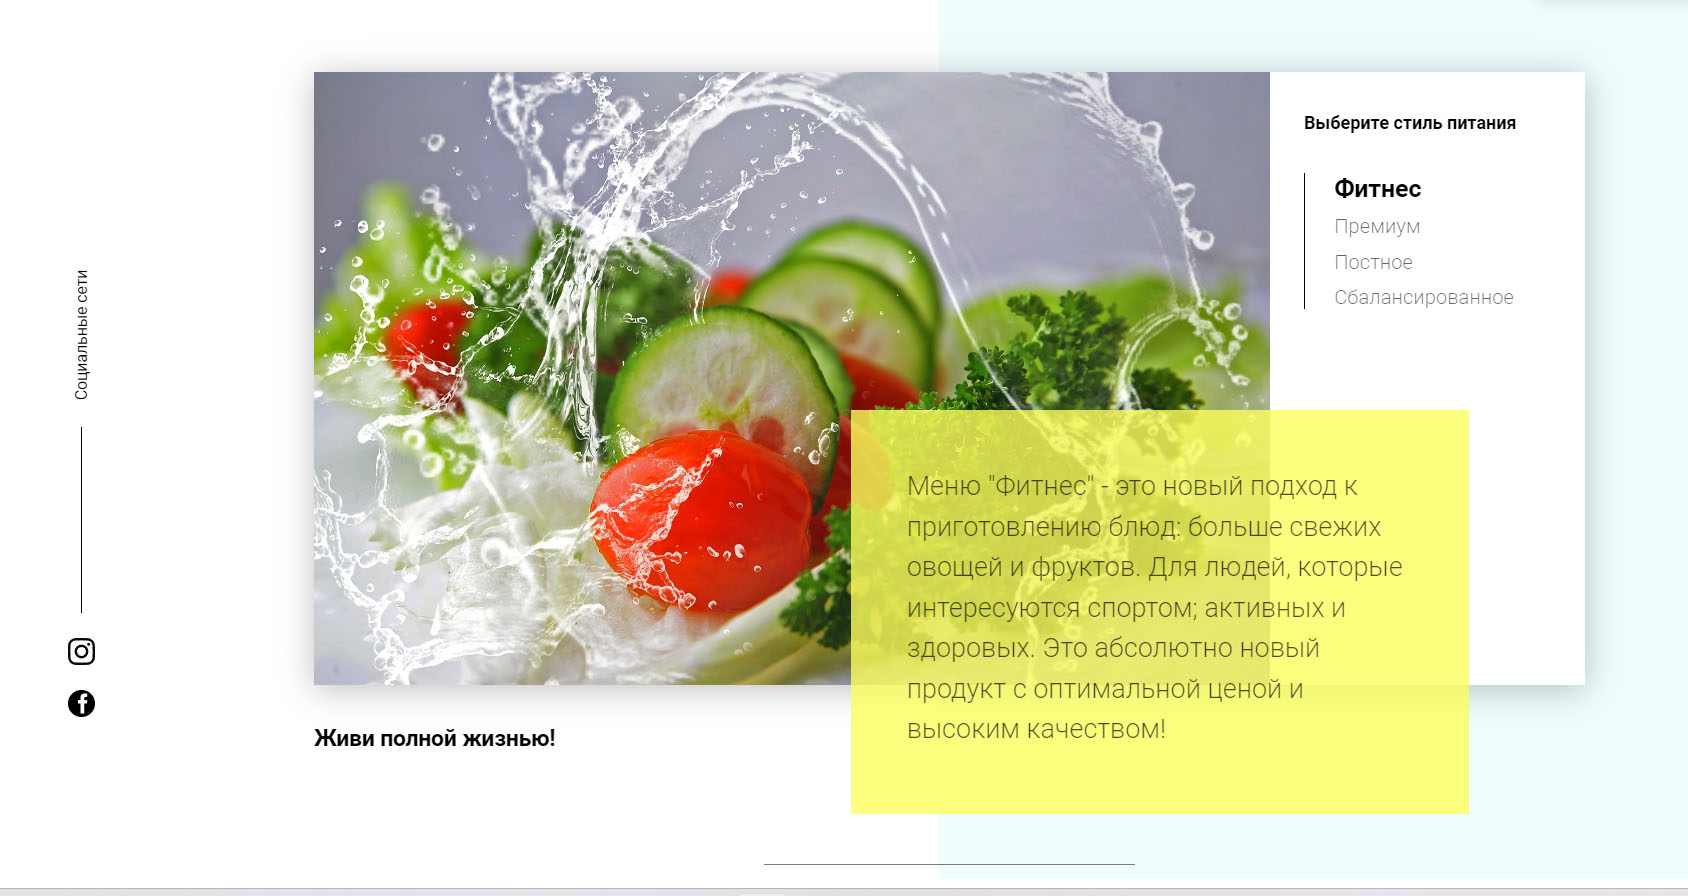 Социальные сети
Выберите стиль питания
Фитнес
Премиум
Постное
Сбалансированное
Меню "Фитнес" - это новый подход к
приготовлению блюд: больше свежих
овощей и фруктов. Для людей, которые
интересуются спортом; активных и
здоровых. Это абсолютно новый
продукт с оптимальной ценой и
высоким качеством!
Живи полной жизнью!